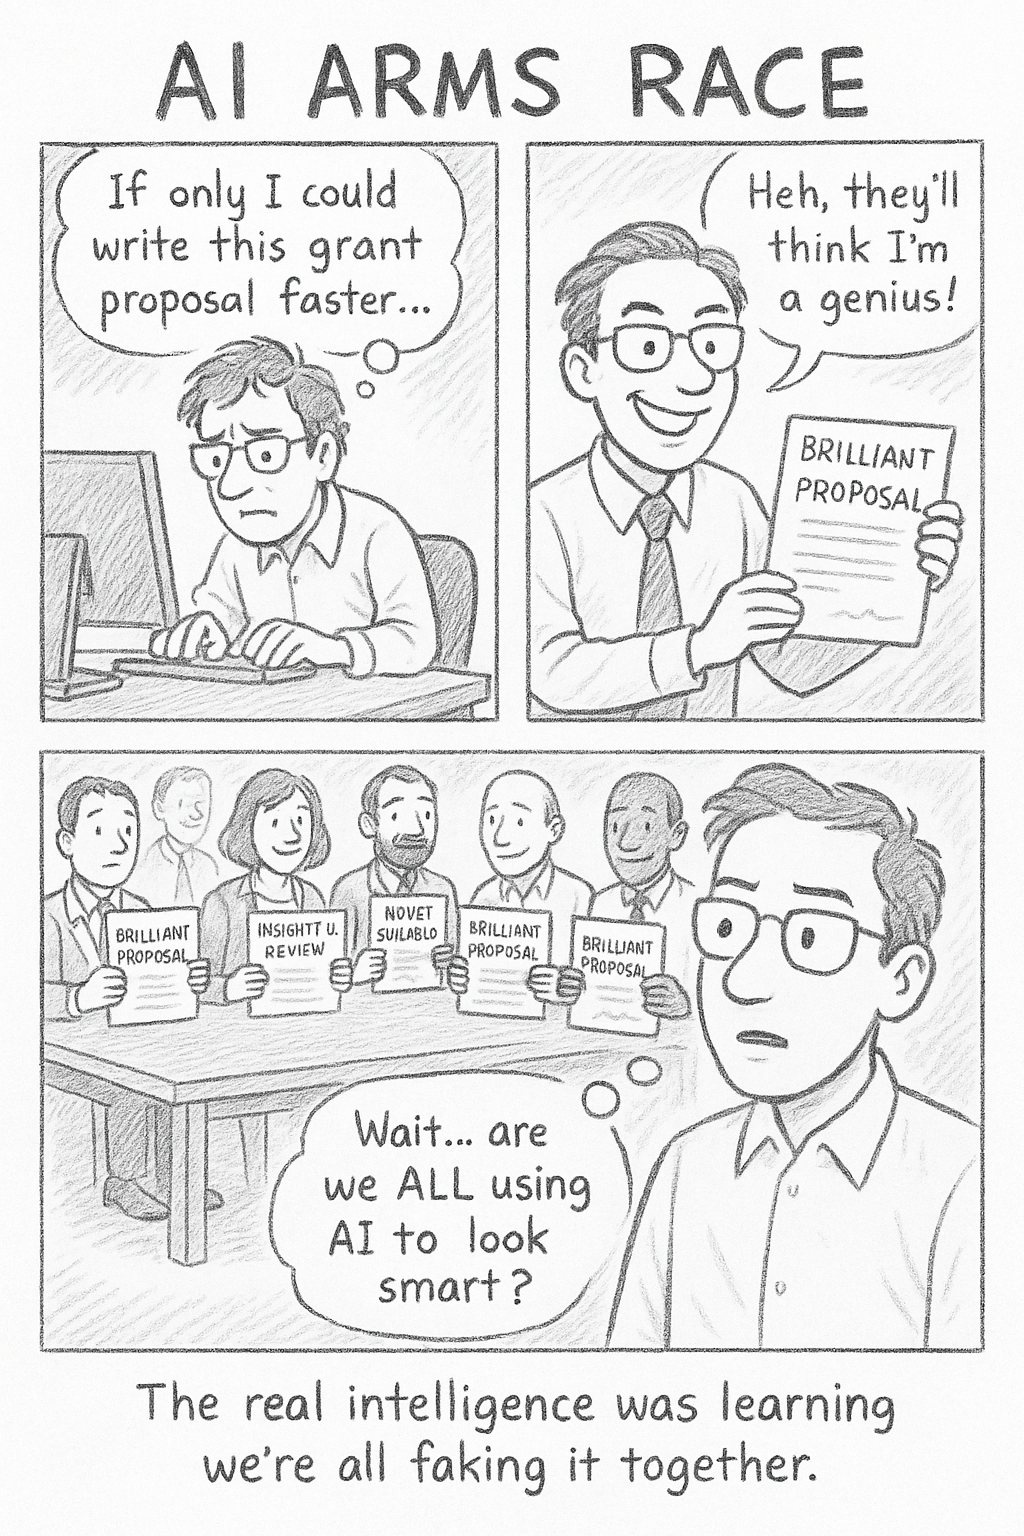 AI ARMS RACE
If only I could
write this grant
proposal faster...
Heh, they'll
think I'm
a genius!
BRILLIANT
PROPOSAL
BRILLIANT
PROPOSAL
INSIGHTT U.
REVIEW
NOVET
SUILABLO
BRILLIANT
PROPOSAL
BRILLIANT
PROPOSAL
Wait... are
we ALL using
AI to look
smart?
The real intelligence was learning
we're all faking it together.